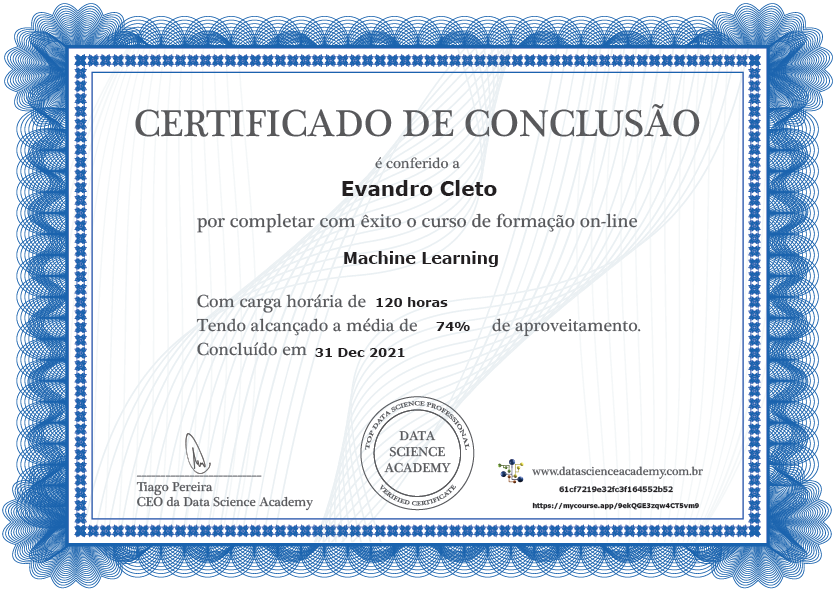 CERTIFICADO DE CONCLUSÃO
é conferido a
Evandro Cleto
por completar com êxito o curso de formação on-line
Machine Learning
Com carga horária de 120 horas
Tendo alcançado a média de 74% de aproveitamento.
Concluído em 31 Dec 2021
Tiago Pereira
CEO da Data Science Academy
TOP DATA SCIENCE PROFESSIONAL
DATA
SCIENCE
ACADEMY
VERIFIED CERTIFICATE
www.datascienceacademy.com.br
61cf7219e32fc3f164552b52
https://mycourse.app/9ekQGE3zqw4CT5vm9